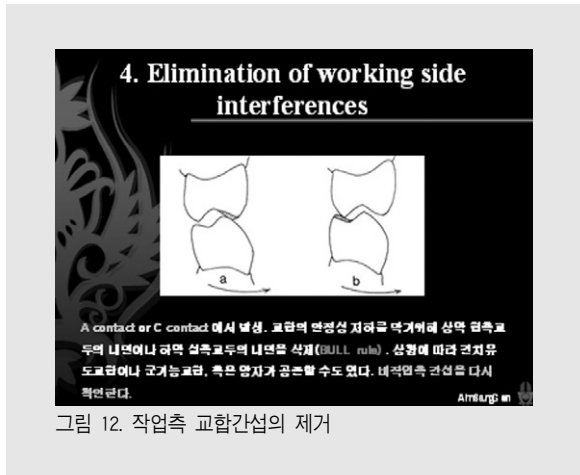 4. Elimination of working side
interferences
a
b
A contact or C contact 에서 발생. 교합의 안정성 저하를 막기위해 상악 협측교
두의 내면이나 하악 설측교두의 내면을 삭제(BULL rule) . 상황에 따라 견치유
도교합이나 군기능교합, 혹은 양자가 공존할 수도 있다. 비작업측 간섭을 다시
확인한다.
그림 12. 작업측 교합간섭의 제거